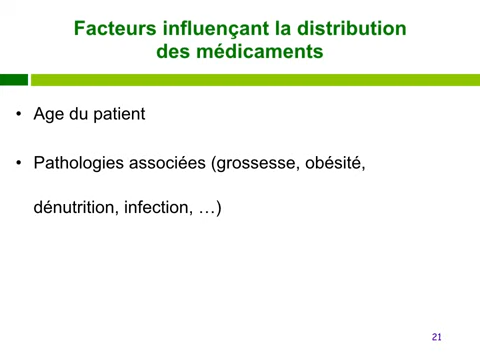 Facteurs influençant la distribution
des médicaments
• Age du patient
• Pathologies associées (grossesse, obésité,
dénutrition, infection, …)
21